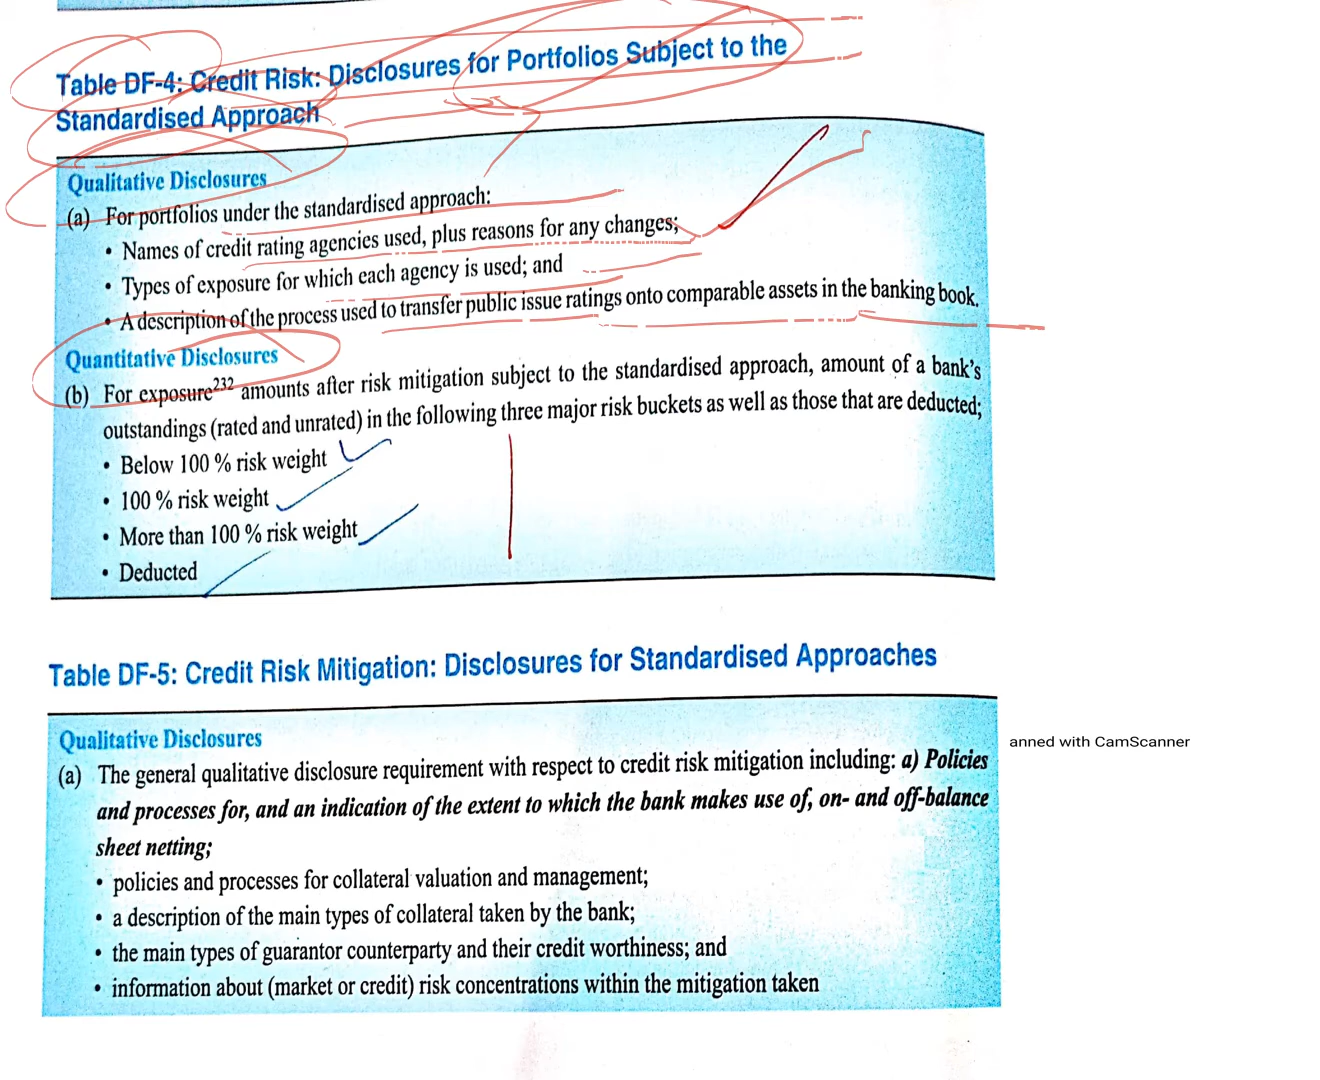 Table DF-4: Credit Risk: Disclosures for Portfolios Subject to the
Standardised Approach
Qualitative Disclosures
(a) For portfolios under the standardised approach:
• Names of credit rating agencies used, plus reasons for any changes;
• Types of exposure for which each agency is used; and
• A description of the process used to transfer public issue ratings onto comparable assets in the banking book.
Quantitative Disclosures
(b) For exposure²³² amounts after risk mitigation subject to the standardised approach, amount of a bank's
outstandings (rated and unrated) in the following three major risk buckets as well as those that are deducted;
• Below 100 % risk weight
• 100 % risk weight
• More than 100 % risk weight
• Deducted
Table DF-5: Credit Risk Mitigation: Disclosures for Standardised Approaches
Qualitative Disclosures
anned with CamScanner
(a) The general qualitative disclosure requirement with respect to credit risk mitigation including: a) Policies
and processes for, and an indication of the extent to which the bank makes use of, on- and off-balance
sheet netting;
• policies and processes for collateral valuation and management;
• a description of the main types of collateral taken by the bank;
• the main types of guarantor counterparty and their credit worthiness; and
• information about (market or credit) risk concentrations within the mitigation taken